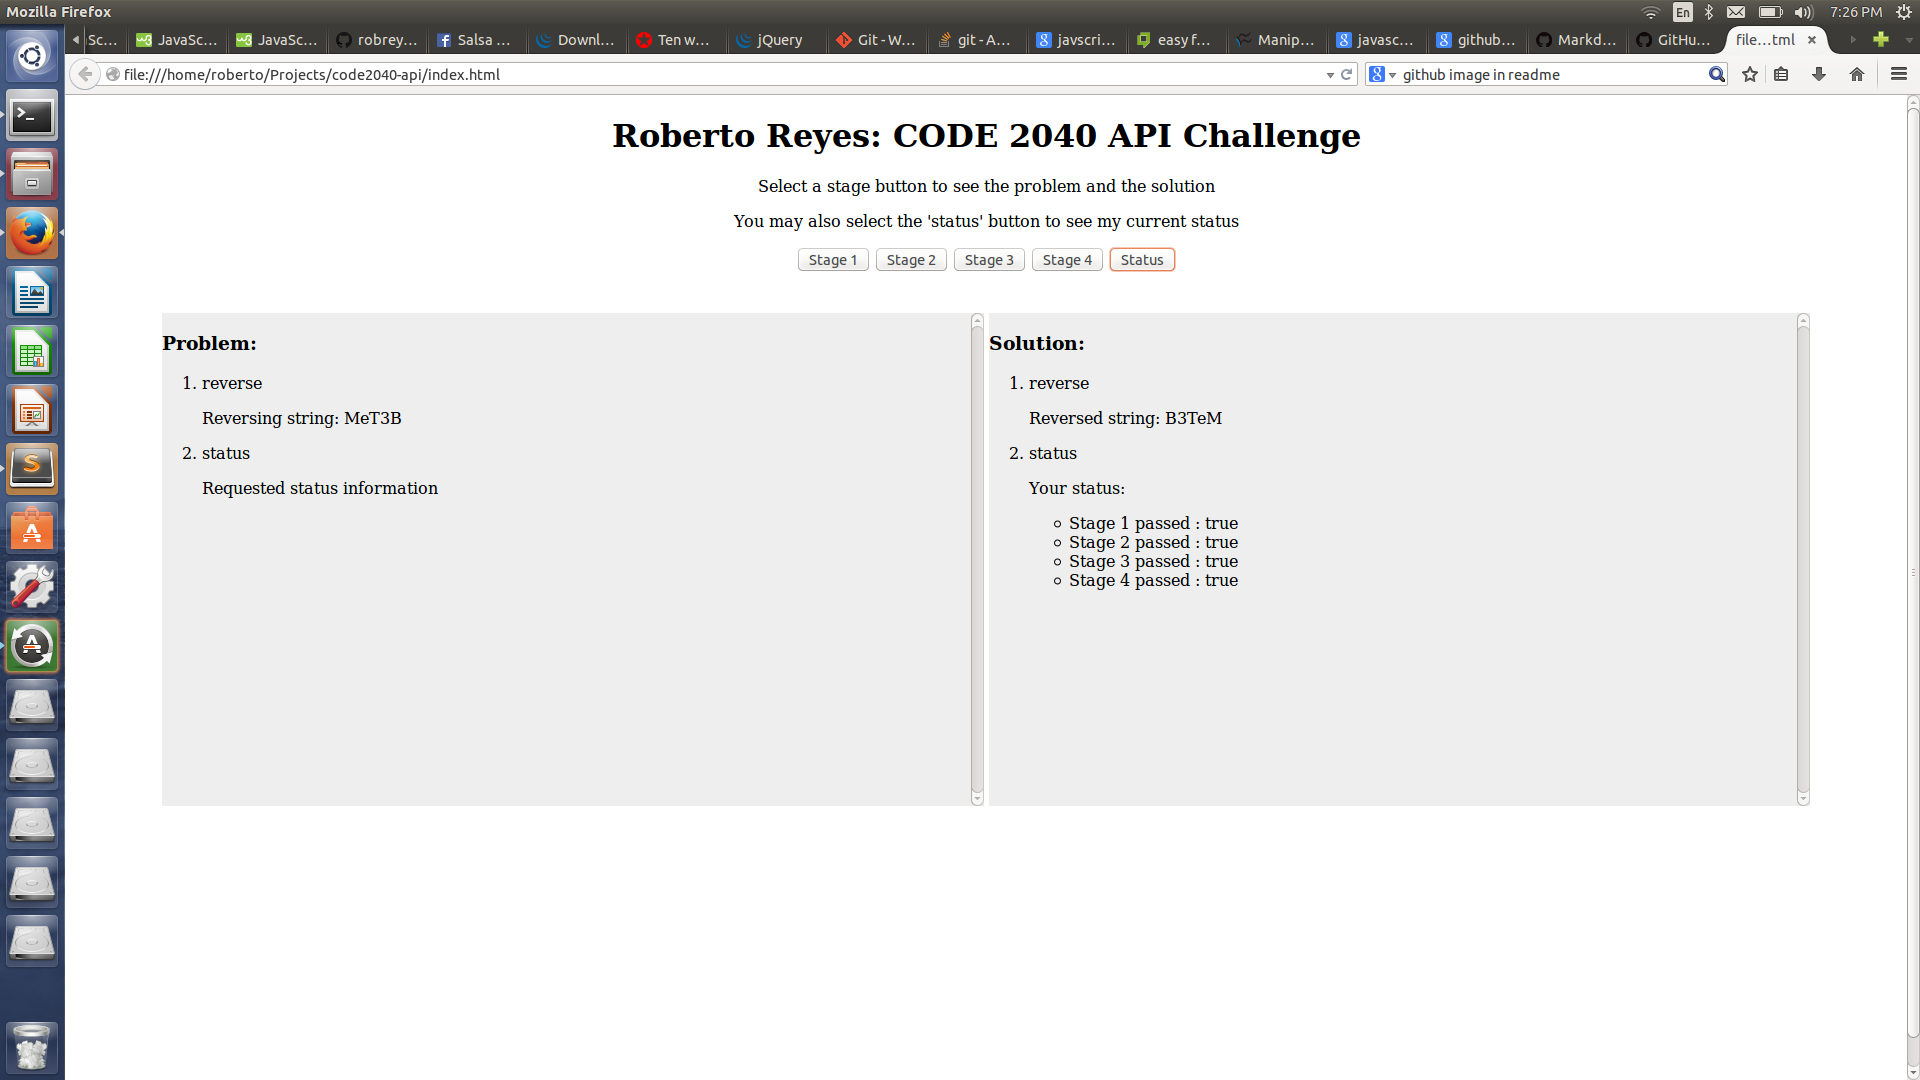 Mozilla Firefox
En
7:26 PM
Sc...
JavaSc...
JavaSc...
robrey...
Salsa ...
Downl...
Ten w...
jQuery
Git - W...
git - A...
javscri...
easy f...
Manip...
javasc...
github...
Markd...
GitHu...
file...tml
file:///home/roberto/Projects/code2040-api/index.html
github image in readme
Roberto Reyes: CODE 2040 API Challenge
Select a stage button to see the problem and the solution
You may also select the 'status' button to see my current status
Stage 1 Stage 2 Stage 3 Stage 4 Status
Problem:
1. reverse
Reversing string: MeT3B
2. status
Requested status information
Solution:
1. reverse
Reversed string: B3TeM
2. status
Your status:
Stage 1 passed : true
Stage 2 passed : true
Stage 3 passed : true
Stage 4 passed : true